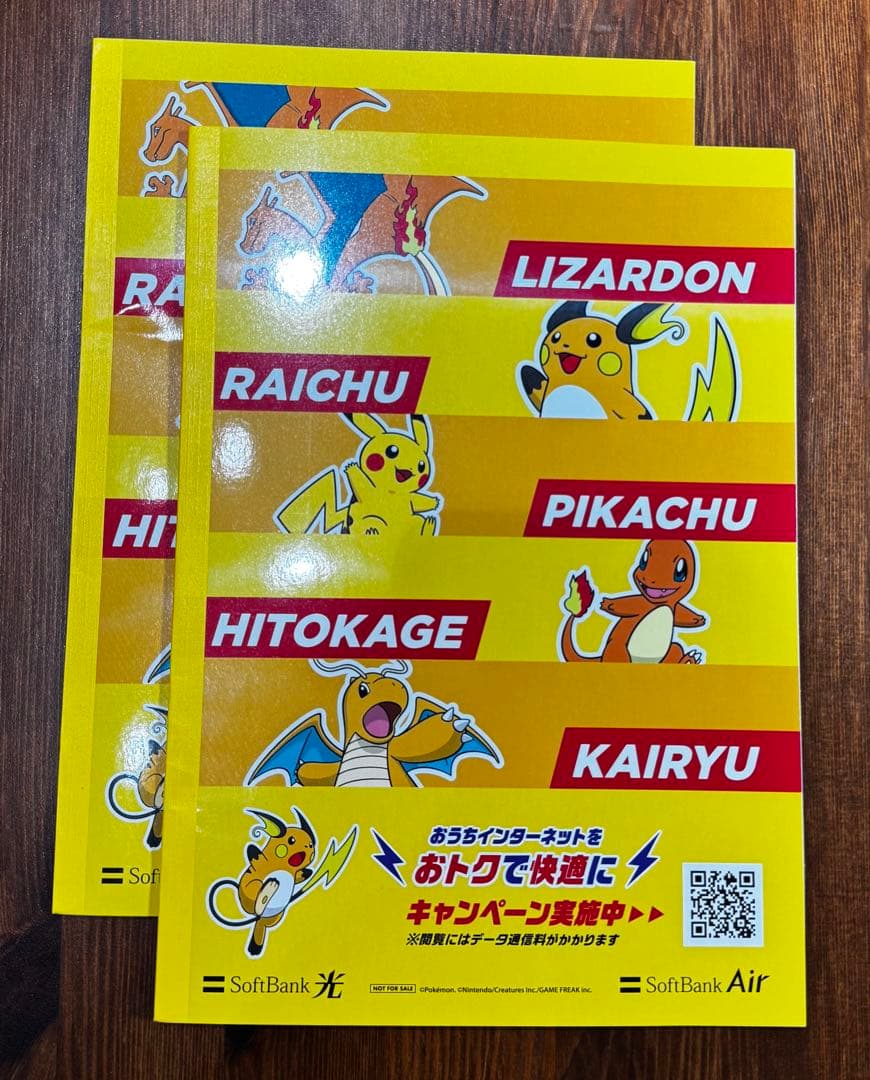 LIZARDON
RAICHU
PIKACHU
HITOKAGE
KAIRYU
おうちインターネットを
おトクで快適に
キャンペーン実施中▶▶
※閲覧にはデータ通信料がかかります
SoftBank 光
NOT FOR SALE ©Pokémon. ©Nintendo/Creatures Inc./GAME FREAK inc.
SoftBank Air
RA
HIT
Soft